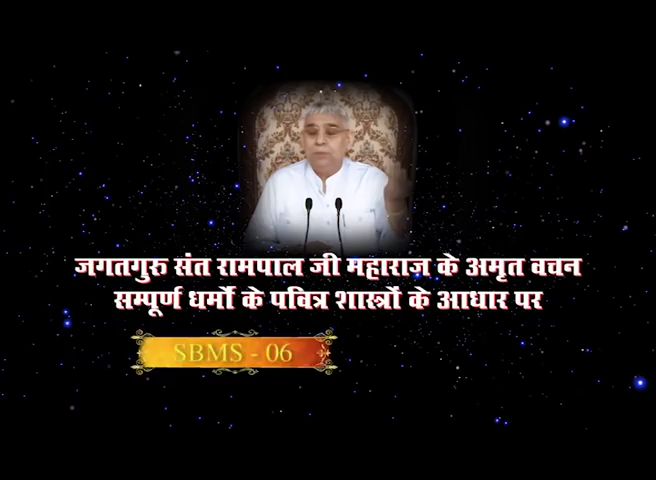 जगतगुरु संत रामपाल जी महाराज के अमृत वचन
सम्पूर्ण धर्मो के पवित्र शास्त्रों के आधार पर
SBMS - 06